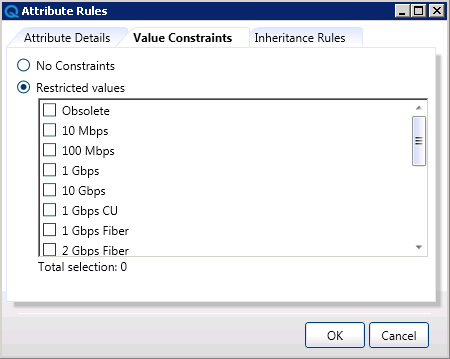 Attribute Rules
Attribute Details Value Constraints Inheritance Rules
No Constraints
Restricted values
Obsolete
10 Mbps
100 Mbps
1 Gbps
10 Gbps
1 Gbps CU
1 Gbps Fiber
2 Gbps Fiber
Total selection: 0
OK Cancel